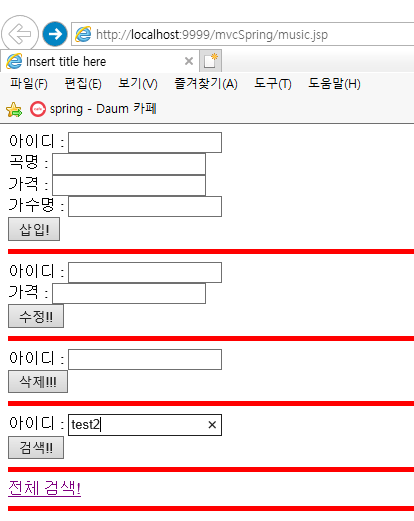 http://localhost:9999/mvcSpring/music.jsp
Insert title here
파일(F) 편집(E) 보기(V) 즐겨찾기(A) 도구(T) 도움말(H)
spring - Daum 카페
아이디 :
곡명 :
가격 :
가수명 :
삽입!
아이디 :
가격 :
수정!!
아이디 :
삭제!!!
아이디 : test2
검색!!
전체 검색!